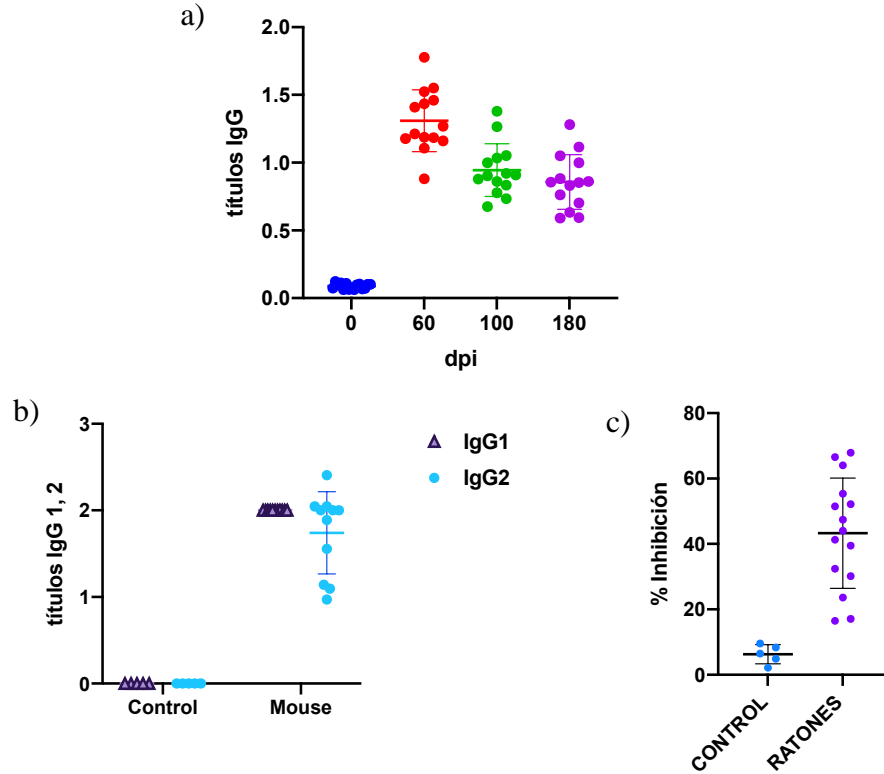 a)
títulos IgG
2.0
1.5
1.0
0.5
0.0
0 60 100 180
dpi
b)
títulos IgG 1, 2
3
2
1
0
Control Mouse
IgG1
IgG2
c)
% Inhibición
80
60
40
20
0
CONTROL
RATONES